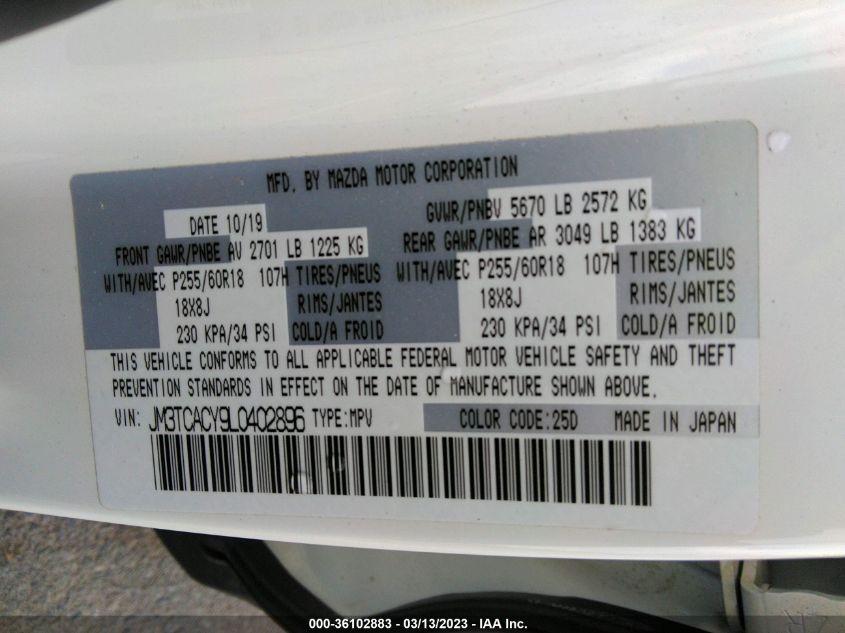 MFD. BY MAZDA MOTOR CORPORATION
DATE 10/19 GVWR/PNBV 5670 LB 2572 KG
FRONT GAWR/PNBE AV 2701 LB 1225 KG REAR GAWR/PNBE AR 3049 LB 1383 KG
WITH/AVEC P255/60R18 107H TIRES/PNEUS WITH/AVEC P255/60R18 107H TIRES/PNEUS
18X8J RIMS/JANTES 18X8J RIMS/JANTES
230 KPA/34 PSI COLD/A FROID 230 KPA/34 PSI COLD/A FROID
THIS VEHICLE CONFORMS TO ALL APPLICABLE FEDERAL MOTOR VEHICLE SAFETY AND THEFT
PREVENTION STANDARDS IN EFFECT ON THE DATE OF MANUFACTURE SHOWN ABOVE.
VIN: JM3TCACY9L0402896 TYPE:MPV COLOR CODE:25D MADE IN JAPAN
000-36102883 - 03/13/2023 - IAA Inc.